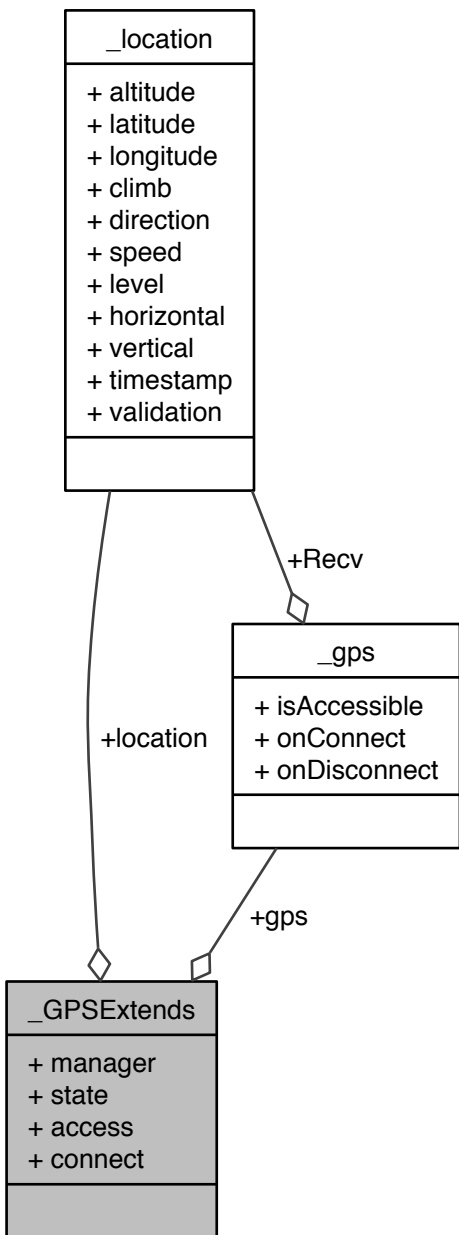 _location
+ altitude
+ latitude
+ longitude
+ climb
+ direction
+ speed
+ level
+ horizontal
+ vertical
+ timestamp
+ validation
+Recv
_gps
+ isAccessible
+ onConnect
+ onDisconnect
+location
+gps
_GPSExtends
+ manager
+ state
+ access
+ connect